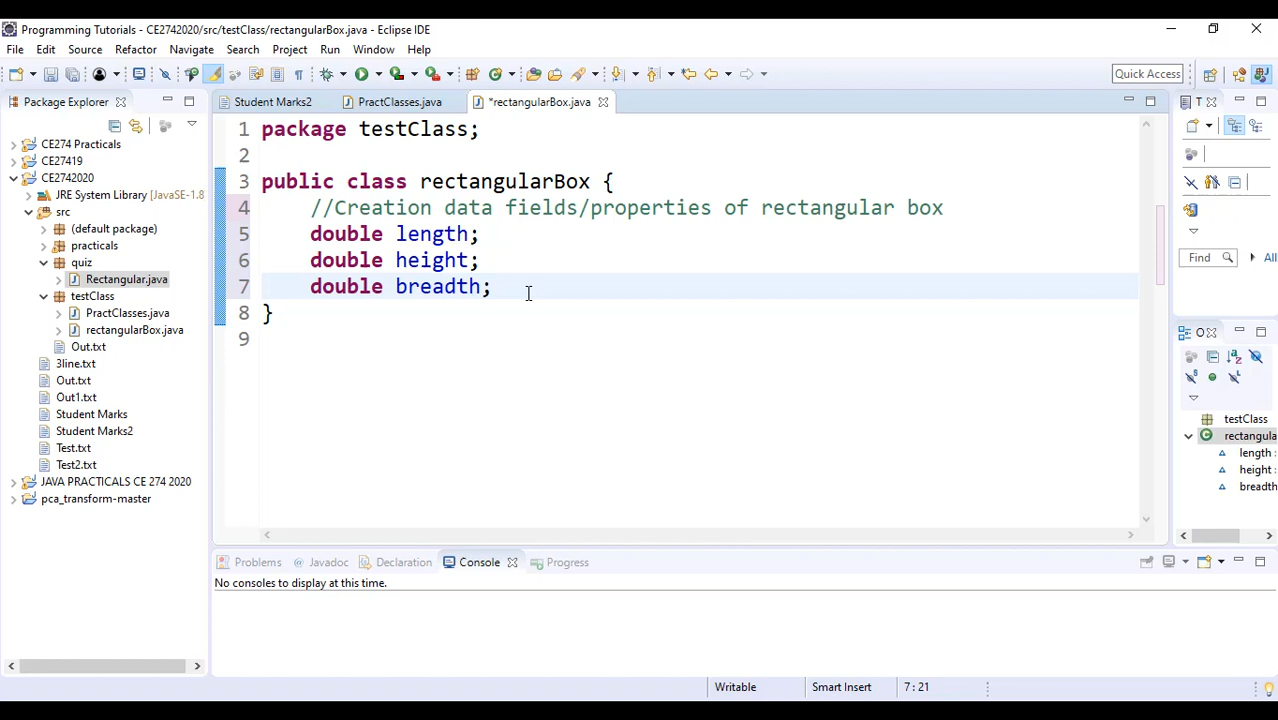 Programming Tutorials - CE2742020/src/testClass/rectangularBox.java - Eclipse IDE
File Edit Source Refactor Navigate Search Project Run Window Help
Quick Access
Package Explorer
CE274 Practicals
CE27419
CE2742020
JRE System Library [JavaSE-1.8
src
(default package)
practicals
quiz
Rectangular.java
testClass
PractClasses.java
rectangularBox.java
Out.txt
3line.txt
Out.txt
Out1.txt
Student Marks
Student Marks2
Test.txt
Test2.txt
JAVA PRACTICALS CE 274 2020
pca_transform-master
Student Marks2 PractClasses.java *rectangularBox.java
1 package testClass;
2
3 public class rectangularBox {
4 //Creation data fields/properties of rectangular box
5 double length;
6 double height;
7 double breadth;
8 }
9
T
Find All
O
testClass
rectangula
length :
height :
breadth
Problems @ Javadoc Declaration Console Progress
No consoles to display at this time.
Writable Smart Insert 7 : 21